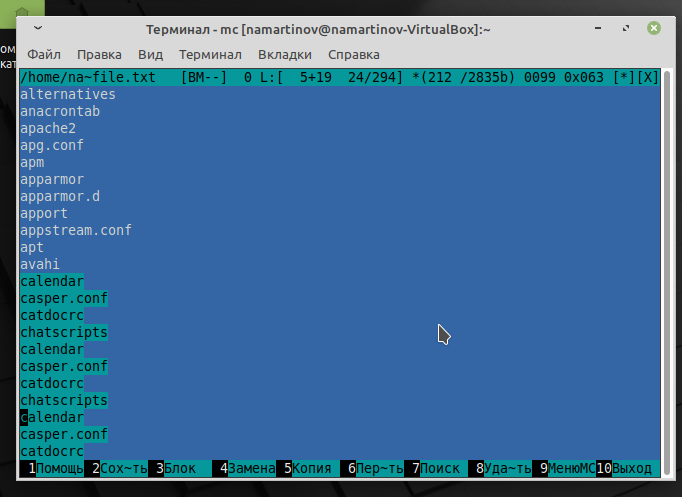 ом
кат
Терминал - mc [namartinov@namartinov-VirtualBox]:~
Файл Правка Вид Терминал Вкладки Справка
/home/na~file.txt [BM--] 0 L:[ 5+19 24/294] *(212 /2835b) 0099 0x063 [*][X]
alternatives
anacrontab
apache2
apg.conf
apm
apparmor
apparmor.d
apport
appstream.conf
apt
avahi
calendar
casper.conf
catdocrc
chatscripts
calendar
casper.conf
catdocrc
chatscripts
calendar
casper.conf
catdocrc
1Помощь 2Сох~ть 3Блок 4Замена 5Копия 6Пер~ть 7Поиск 8Уда~ть 9МенюMC 10Выход